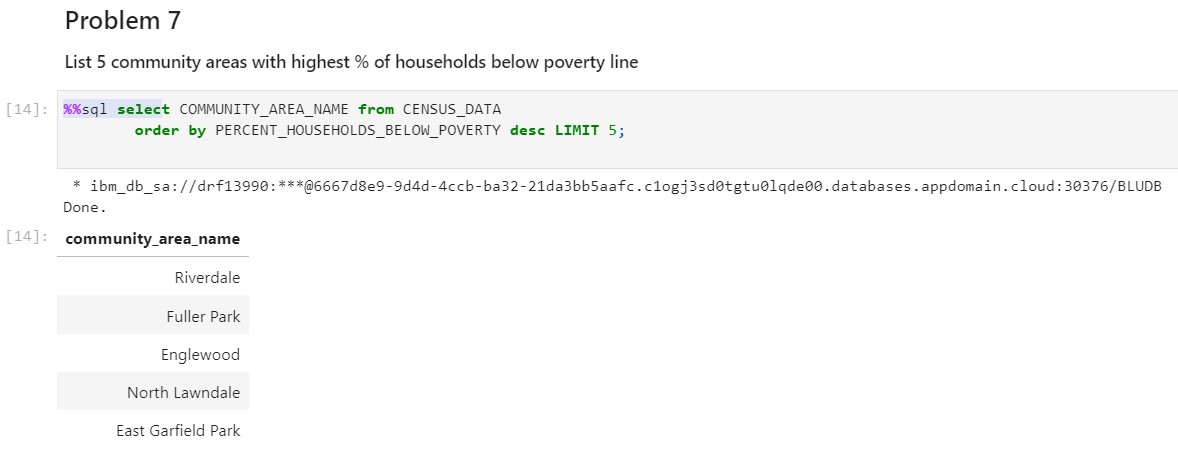 Problem 7
List 5 community areas with highest % of households below poverty line
[14]: %%sql select COMMUNITY_AREA_NAME from CENSUS_DATA
order by PERCENT_HOUSEHOLDS_BELOW_POVERTY desc LIMIT 5;
* ibm_db_sa://drf13990:***@6667d8e9-9d4d-4ccb-ba32-21da3bb5aafc.c1ogj3sd0tgtu0lqde00.databases.appdomain.cloud:30376/BLUDB
Done.
[14]: community_area_name
Riverdale
Fuller Park
Englewood
North Lawndale
East Garfield Park